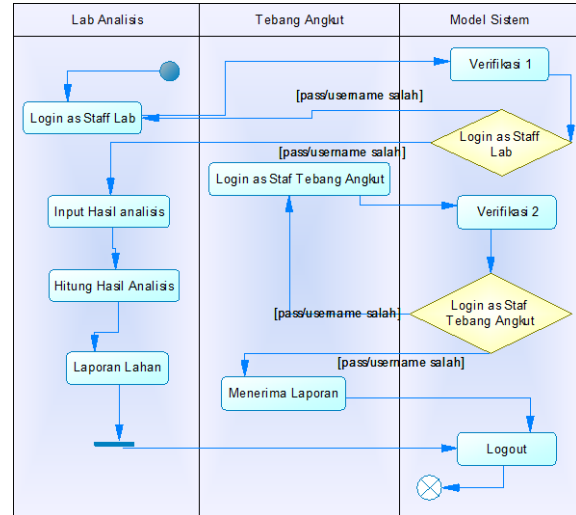 Lab Analisis
Tebang Angkut
Model Sistem
Verifikasi 1
[pass/username salah]
Login as Staff Lab
Login as Staff
Lab
[pass/username salah]
Login as Staf Tebang Angkut
Input Hasil analisis
Verifikasi 2
Hitung Hasil Analisis
Login as Staf
Tebang Angkut
[pass/username salah]
[pass/username salah]
Laporan Lahan
Menerima Laporan
Logout